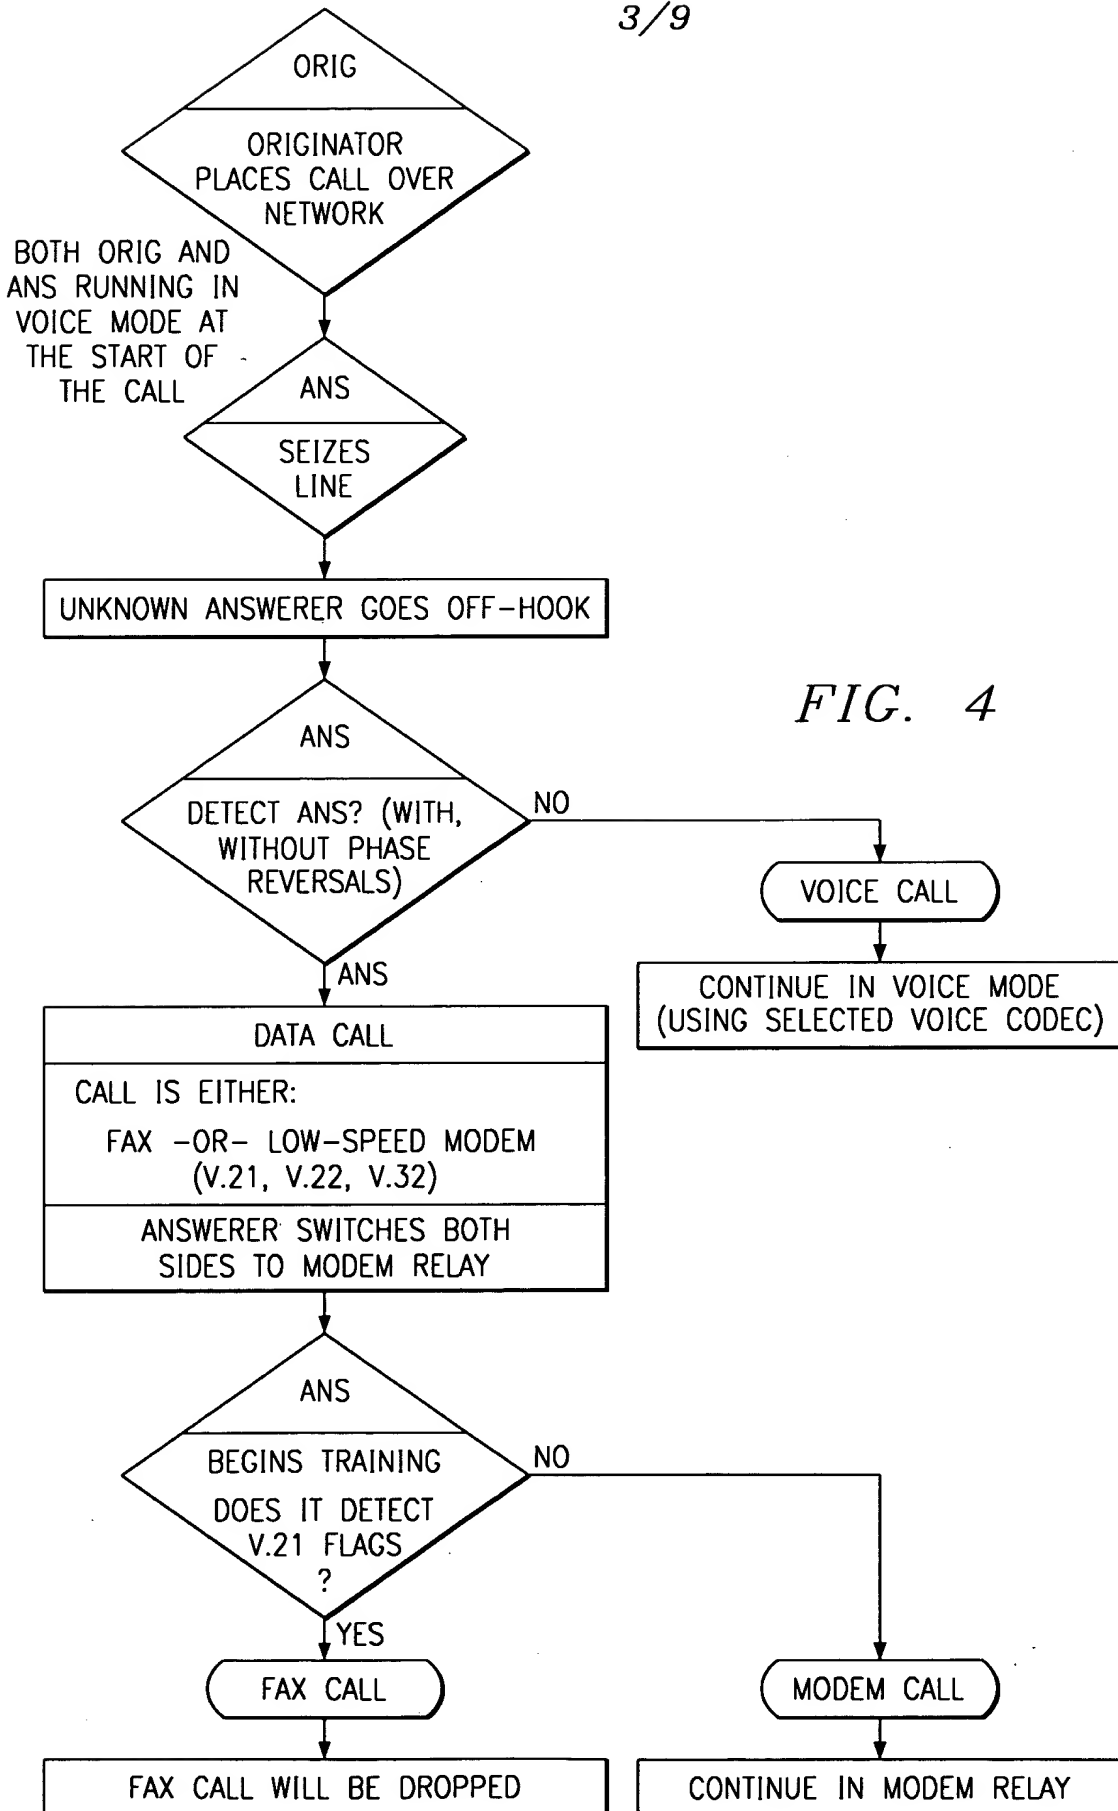 3/9
ORIG
ORIGINATOR
PLACES CALL OVER
NETWORK
BOTH ORIG AND
ANS RUNNING IN
VOICE MODE AT
THE START OF
THE CALL
ANS
SEIZES
LINE
UNKNOWN ANSWERER GOES OFF-HOOK
FIG. 4
ANS
DETECT ANS? (WITH,
WITHOUT PHASE
REVERSALS)
NO
VOICE CALL
CONTINUE IN VOICE MODE
(USING SELECTED VOICE CODEC)
ANS
DATA CALL
CALL IS EITHER:
FAX -OR- LOW-SPEED MODEM
(V.21, V.22, V.32)
ANSWERER SWITCHES BOTH
SIDES TO MODEM RELAY
ANS
BEGINS TRAINING
DOES IT DETECT
V.21 FLAGS
?
NO
YES
FAX CALL
MODEM CALL
FAX CALL WILL BE DROPPED
CONTINUE IN MODEM RELAY